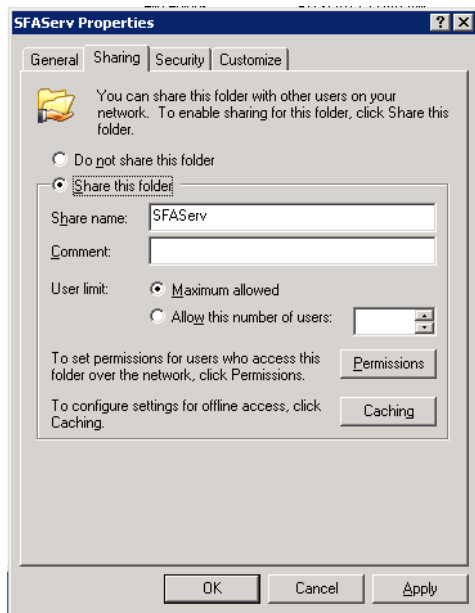 SFAServ Properties
General Sharing Security Customize
You can share this folder with other users on your
network. To enable sharing for this folder, click Share this
folder.
Do not share this folder
Share this folder
Share name: SFAServ
Comment:
User limit: Maximum allowed
Allow this number of users:
To set permissions for users who access this
folder over the network, click Permissions.
Permissions
To configure settings for offline access, click
Caching.
Caching
OK Cancel Apply